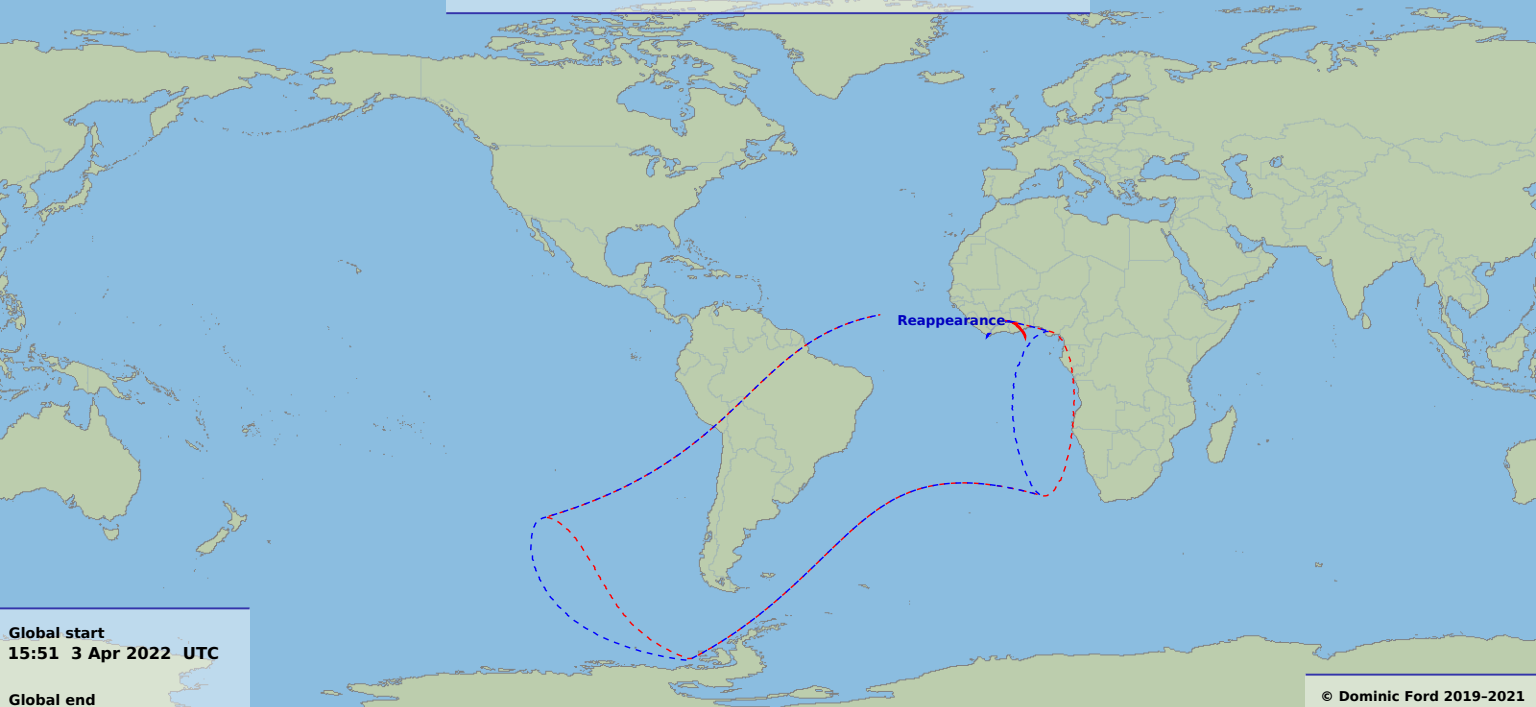 Reappearance
Global start
15:51 3 Apr 2022 UTC
Global end
© Dominic Ford 2019–2021